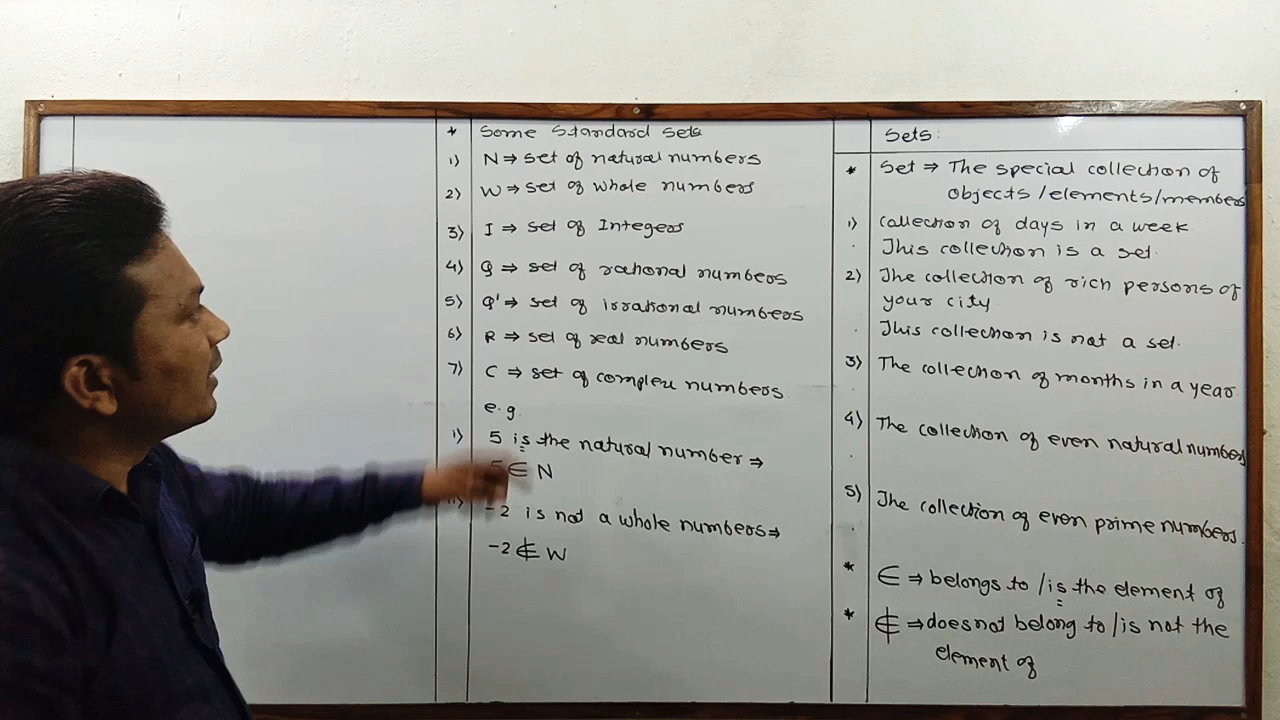 * Some Standard Sets
1) N ⇒ set of natural numbers
2) W ⇒ set of whole numbers
3) I ⇒ set of Integers
4) Q ⇒ set of rational numbers
5) Q' ⇒ set of irrational numbers
6) R ⇒ set of real numbers
7) C ⇒ set of complex numbers
e.g.
i) 5 is the natural number ⇒
5 ∈ N
ii) -2 is not a whole numbers ⇒
-2 ∉ W
Sets:
* Set ⇒ The special collection of
objects/elements/members
1) Collection of days in a week
This collection is a set.
2) The collection of rich persons of
your city
This collection is not a set.
3) The collection of months in a year
4) The collection of even natural numbers
5) The collection of even prime numbers.
* ∈ ⇒ belongs to / is the element of
* ∉ ⇒ does not belong to / is not the
element of